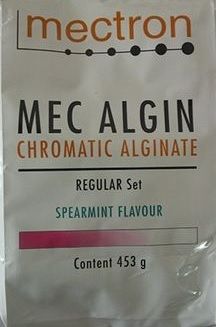 mectron
MEC ALGIN
CHROMATIC ALGINATE
REGULAR Set
SPEARMINT FLAVOUR
Content 453 g